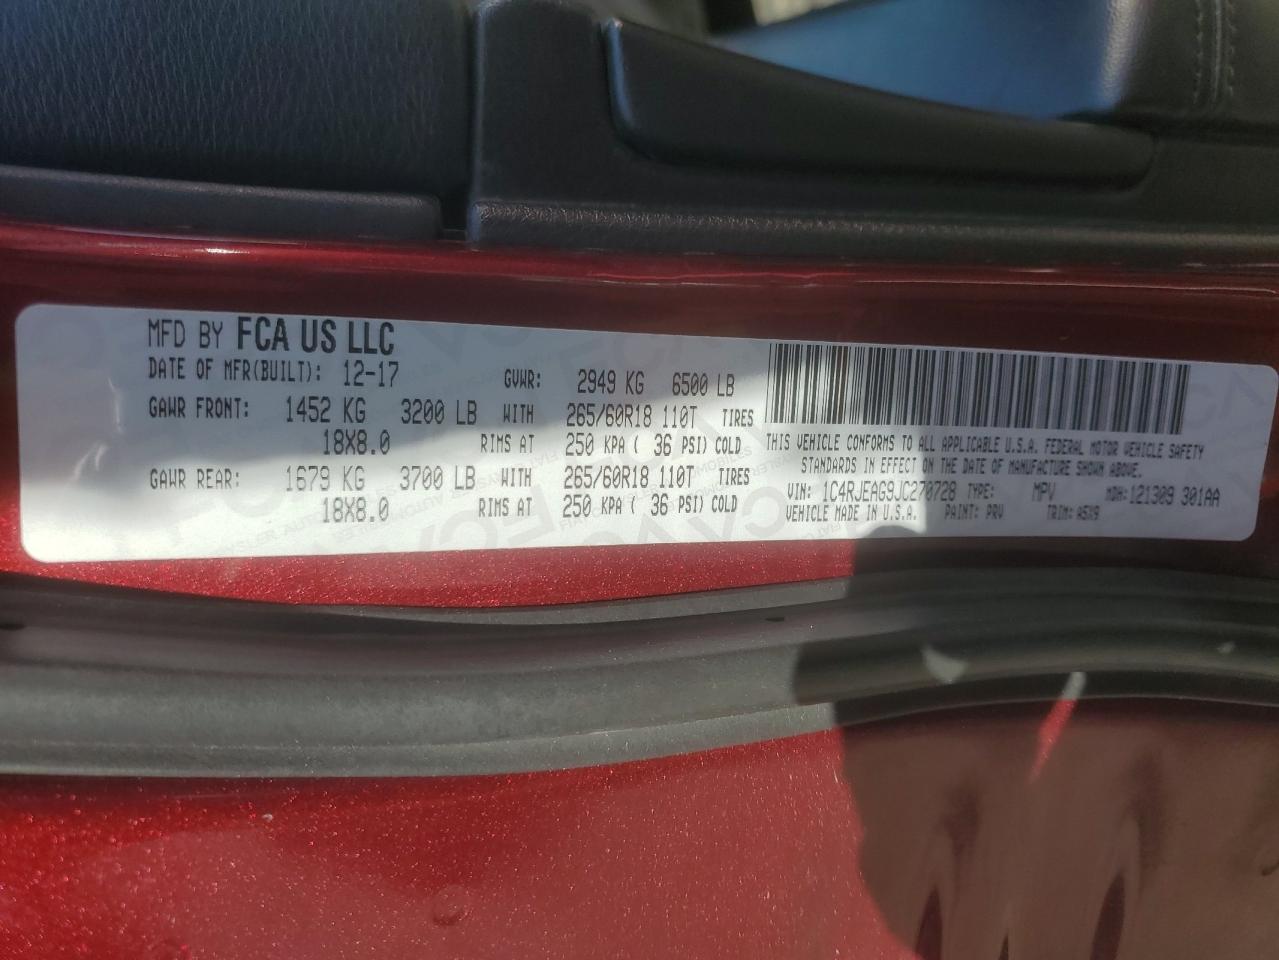 MFD BY FCA US LLC
DATE OF MFR(BUILT): 12-17 GVWR: 2949 KG 6500 LB
GAWR FRONT: 1452 KG 3200 LB WITH 265/60R18 110T TIRES
18X8.0 RIMS AT 250 KPA ( 36 PSI) COLD
GAWR REAR: 1679 KG 3700 LB WITH 265/60R18 110T TIRES
18X8.0 RIMS AT 250 KPA ( 36 PSI) COLD
THIS VEHICLE CONFORMS TO ALL APPLICABLE U.S.A. FEDERAL MOTOR VEHICLE SAFETY
STANDARDS IN EFFECT ON THE DATE OF MANUFACTURE SHOWN ABOVE.
VIN: 1C4RJEAG9JC270728 TYPE: MPV MDH: 121309 301AA
VEHICLE MADE IN U.S.A. PAINT: PRV TRIM: A5X9